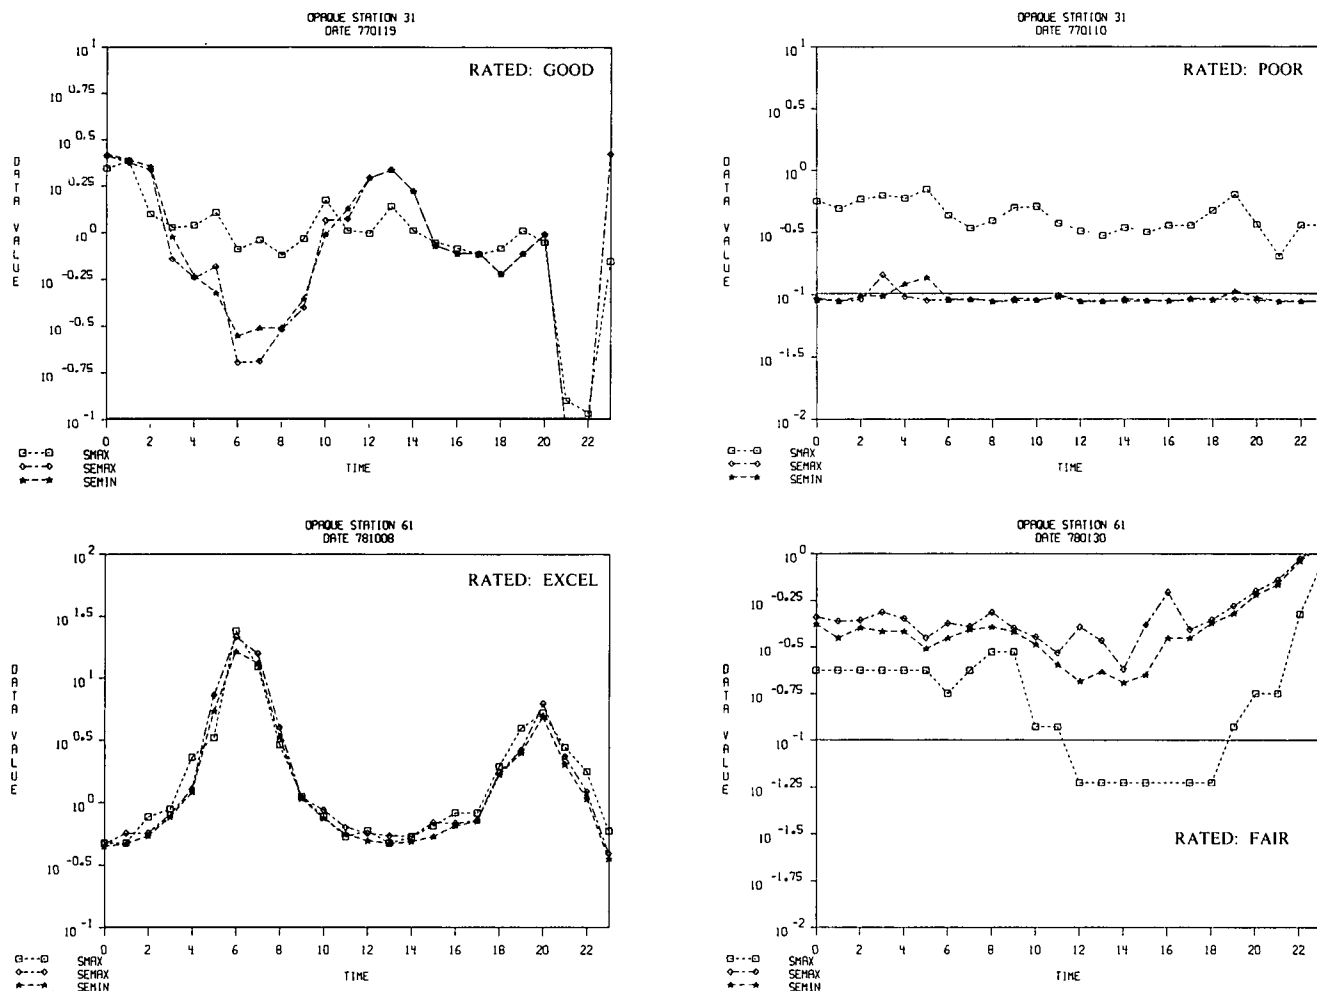 OPAQUE STATION 31
DATE 770119
RATED: GOOD
10^1
10^0.75
10^0.5
10^0.25
10^0
10^-0.25
10^-0.5
10^-0.75
10^-1
DATA VALUE
0 2 4 6 8 10 12 14 16 18 20 22
TIME
SMAX
SEMAX
SEMIN
OPAQUE STATION 31
DATE 770110
RATED: POOR
10^1
10^0.5
10^0
10^-0.5
10^-1
10^-1.5
10^-2
DATA VALUE
0 2 4 6 8 10 12 14 16 18 20 22
TIME
SMAX
SEMAX
SEMIN
OPAQUE STATION 61
DATE 781008
RATED: EXCEL
10^2
10^1.5
10^1
10^0.5
10^0
10^-0.5
10^-1
DATA VALUE
0 2 4 6 8 10 12 14 16 18 20 22
TIME
SMAX
SEMAX
SEMIN
OPAQUE STATION 61
DATE 780130
10^0
10^-0.25
10^-0.5
10^-0.75
10^-1
10^-1.25
10^-1.5
10^-1.75
10^-2
RATED: FAIR
DATA VALUE
0 2 4 6 8 10 12 14 16 18 20 22
TIME
SMAX
SEMAX
SEMIN